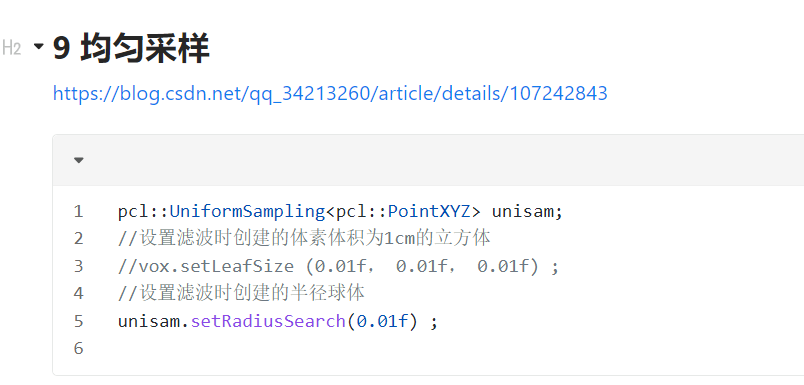 H2 9 均匀采样
https://blog.csdn.net/qq_34213260/article/details/107242843
1 pcl::UniformSampling<pcl::PointXYZ> unisam;
2 //设置滤波时创建的体素体积为1cm的立方体
3 //vox.setLeafSize (0.01f， 0.01f， 0.01f) ;
4 //设置滤波时创建的半径球体
5 unisam.setRadiusSearch(0.01f) ;
6